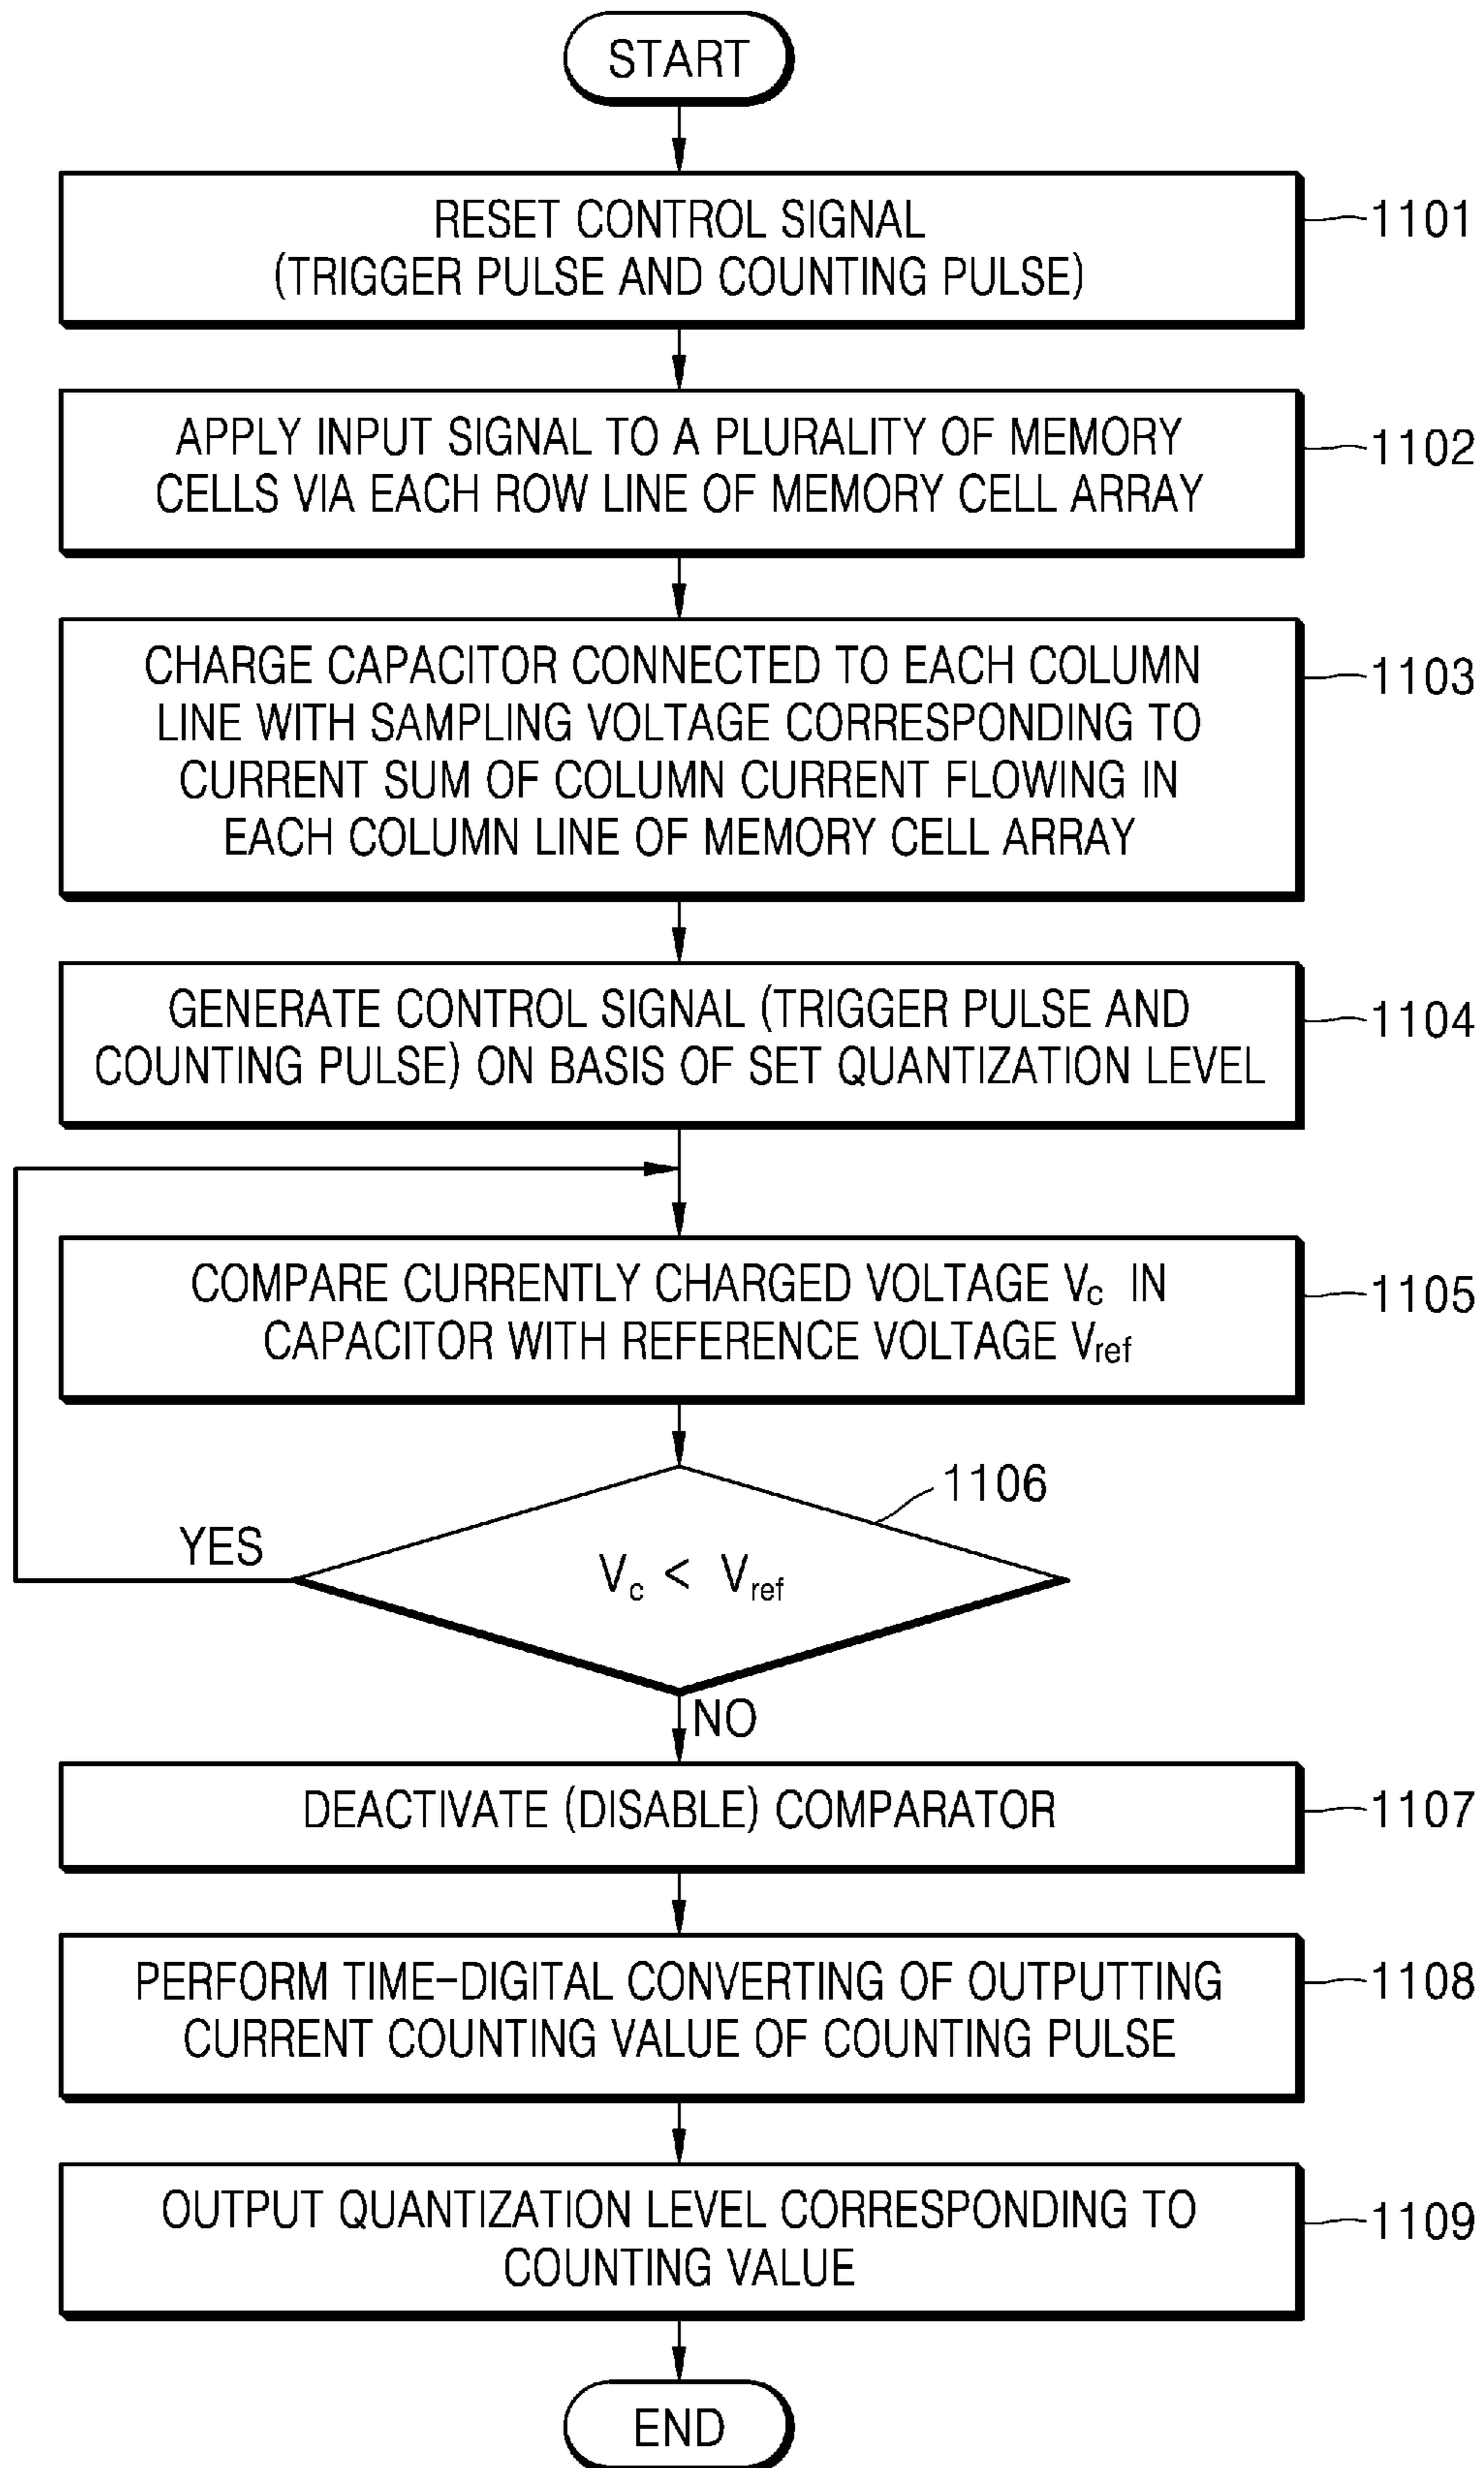 START
RESET CONTROL SIGNAL
(TRIGGER PULSE AND COUNTING PULSE)
1101
APPLY INPUT SIGNAL TO A PLURALITY OF MEMORY
CELLS VIA EACH ROW LINE OF MEMORY CELL ARRAY
1102
CHARGE CAPACITOR CONNECTED TO EACH COLUMN
LINE WITH SAMPLING VOLTAGE CORRESPONDING TO
CURRENT SUM OF COLUMN CURRENT FLOWING IN
EACH COLUMN LINE OF MEMORY CELL ARRAY
1103
GENERATE CONTROL SIGNAL (TRIGGER PULSE AND
COUNTING PULSE) ON BASIS OF SET QUANTIZATION LEVEL
1104
COMPARE CURRENTLY CHARGED VOLTAGE Vc IN
CAPACITOR WITH REFERENCE VOLTAGE Vref
1105
1106
YES
Vc < Vref
NO
DEACTIVATE (DISABLE) COMPARATOR
1107
PERFORM TIME-DIGITAL CONVERTING OF OUTPUTTING
CURRENT COUNTING VALUE OF COUNTING PULSE
1108
OUTPUT QUANTIZATION LEVEL CORRESPONDING TO
COUNTING VALUE
1109
END